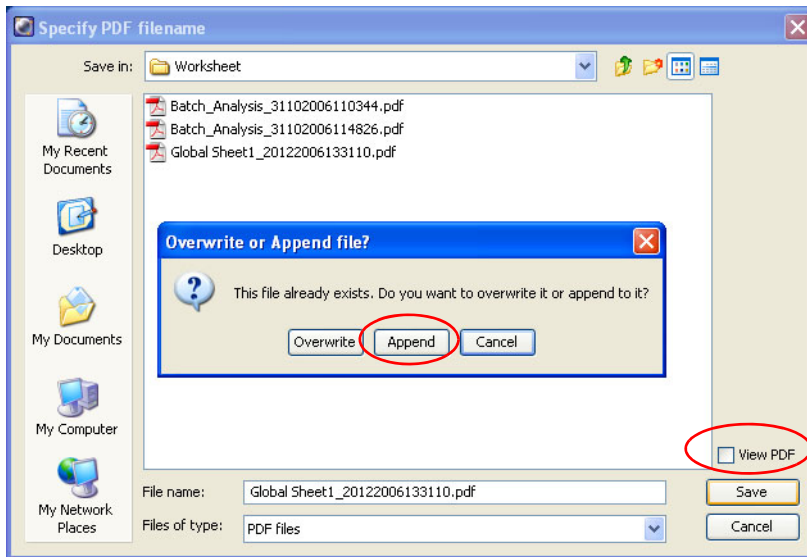 Specify PDF filename
Save in:
Worksheet
My Recent
Documents
Desktop
My Documents
My Computer
My Network
Places
Batch_Analysis_31102006110344.pdf
Batch_Analysis_31102006114826.pdf
Global Sheet1_20122006133110.pdf
Overwrite or Append file?
This file already exists. Do you want to overwrite it or append to it?
Overwrite
Append
Cancel
View PDF
File name:
Global Sheet1_20122006133110.pdf
Save
Files of type:
PDF files
Cancel